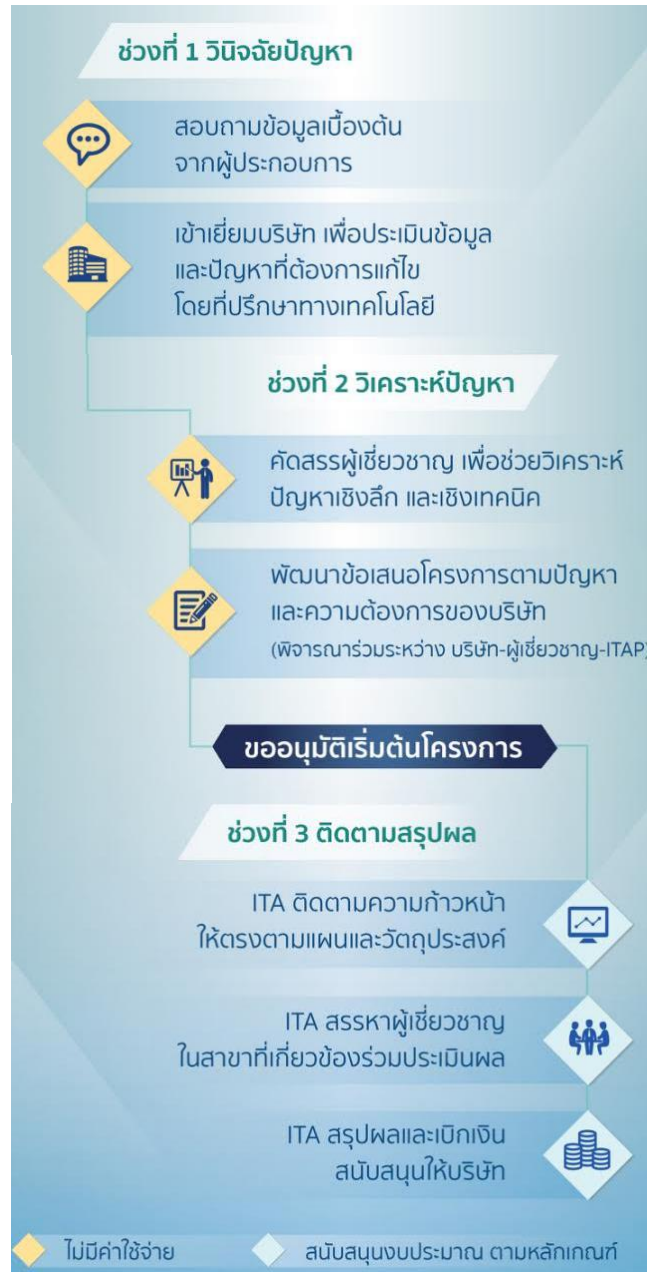 ช่วงที่ 1 วินิจฉัยปัญหา
สอบถามข้อมูลเบื้องต้น
จากผู้ประกอบการ
เข้าเยี่ยมบริษัท เพื่อประเมินข้อมูล
และปัญหาที่ต้องการแก้ไข
โดยที่ปรึกษาทางเทคโนโลยี
ช่วงที่ 2 วิเคราะห์ปัญหา
คัดสรรผู้เชี่ยวชาญ เพื่อช่วยวิเคราะห์
ปัญหาเชิงลึก และเชิงเทคนิค
พัฒนาข้อเสนอโครงการตามปัญหา
และความต้องการของบริษัท
(พิจารณาร่วมระหว่าง บริษัท-ผู้เชี่ยวชาญ-ITAP)
ขออนุมัติเริ่มต้นโครงการ
ช่วงที่ 3 ติดตามสรุปผล
ITA ติดตามความก้าวหน้า
ให้ตรงตามแผนและวัตถุประสงค์
ITA สรรหาผู้เชี่ยวชาญ
ในสาขาที่เกี่ยวข้องร่วมประเมินผล
ITA สรุปผลและเบิกเงิน
สนับสนุนให้บริษัท
ไม่มีค่าใช้จ่าย
สนับสนุนงบประมาณ ตามหลักเกณฑ์